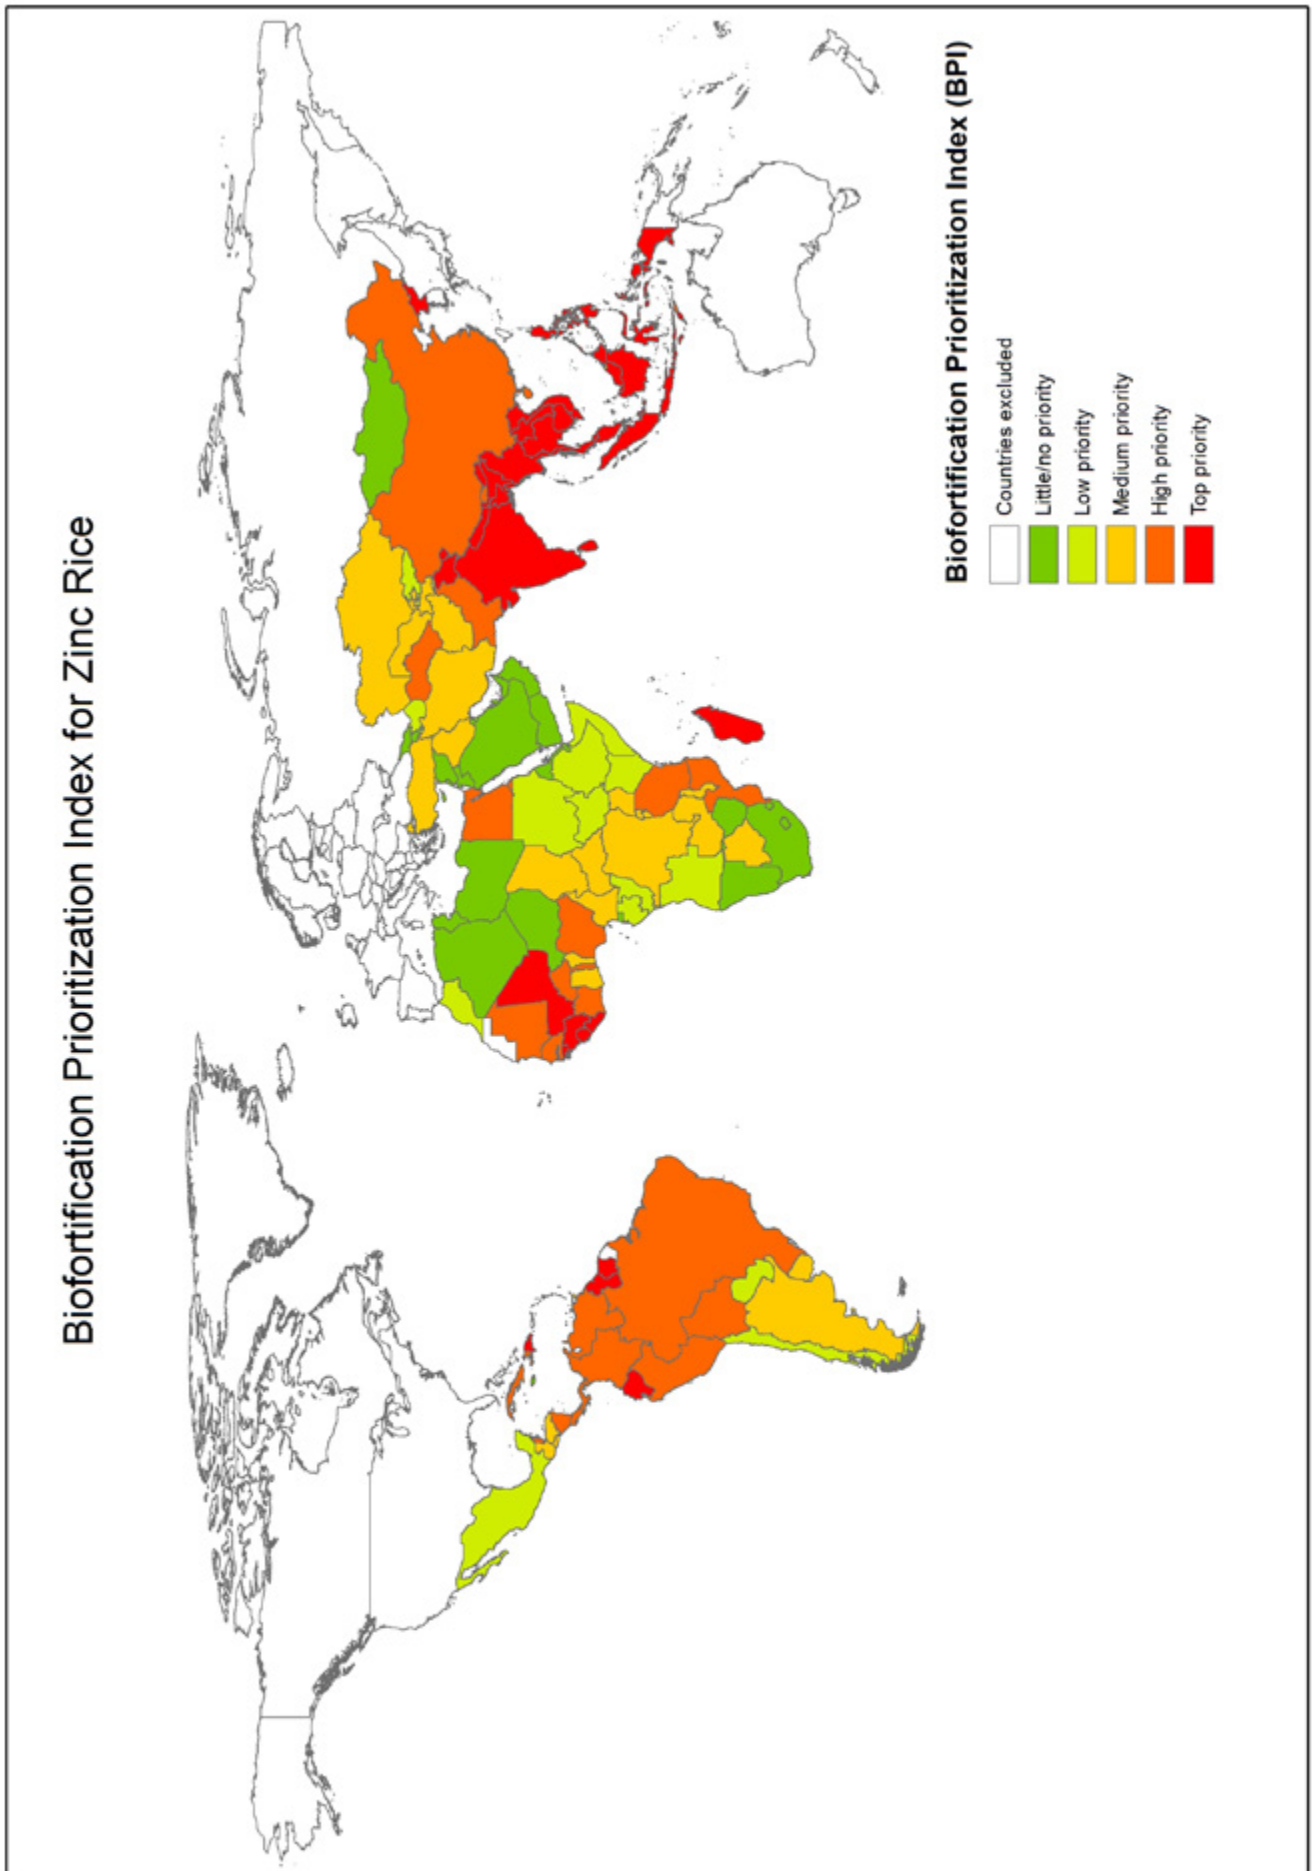 Biofortification Prioritization Index for Zinc Rice
Biofortification Prioritization Index (BPI)
Countries excluded
Little/no priority
Low priority
Medium priority
High priority
Top priority